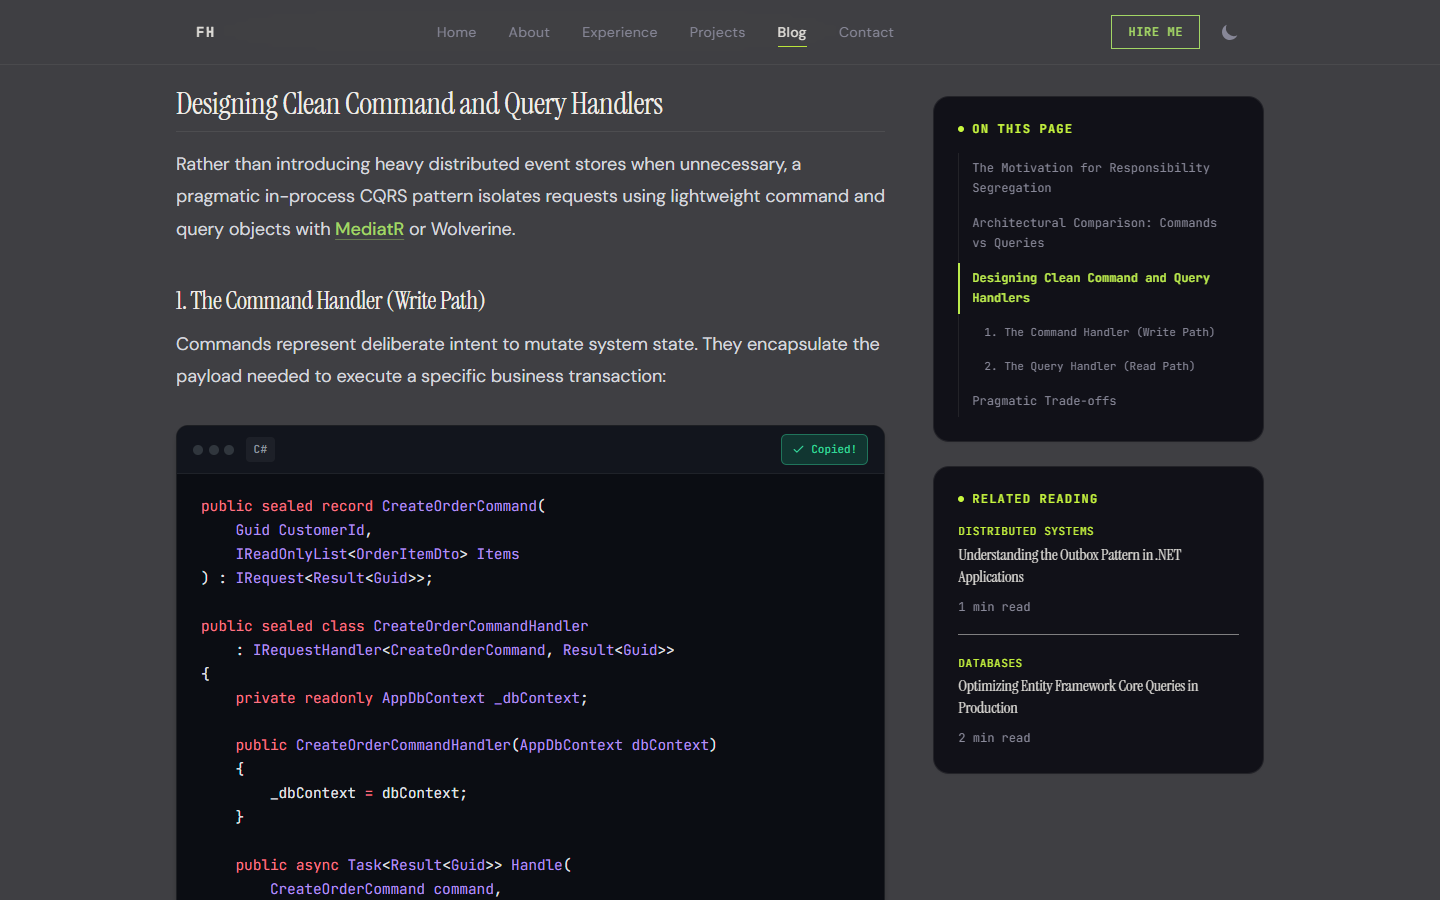 FH
Home
About
Experience
Projects
Blog
Contact
HIRE ME
Designing Clean Command and Query Handlers
Rather than introducing heavy distributed event stores when unnecessary, a
pragmatic in-process CQRS pattern isolates requests using lightweight command and
query objects with MediatR or Wolverine.
1. The Command Handler (Write Path)
Commands represent deliberate intent to mutate system state. They encapsulate the
payload needed to execute a specific business transaction:
C#
Copied!
public sealed record CreateOrderCommand(
    Guid CustomerId,
    IReadOnlyList<OrderItemDto> Items
) : IRequest<Result<Guid>>;
public sealed class CreateOrderCommandHandler
    : IRequestHandler<CreateOrderCommand, Result<Guid>>
{
    private readonly AppDbContext _dbContext;
    public CreateOrderCommandHandler(AppDbContext dbContext)
    {
        _dbContext = dbContext;
    }
    public async Task<Result<Guid>> Handle(
        CreateOrderCommand command,
ON THIS PAGE
The Motivation for Responsibility
Segregation
Architectural Comparison: Commands
vs Queries
Designing Clean Command and Query
Handlers
1. The Command Handler (Write Path)
2. The Query Handler (Read Path)
Pragmatic Trade-offs
RELATED READING
DISTRIBUTED SYSTEMS
Understanding the Outbox Pattern in .NET
Applications
1 min read
DATABASES
Optimizing Entity Framework Core Queries in
Production
2 min read